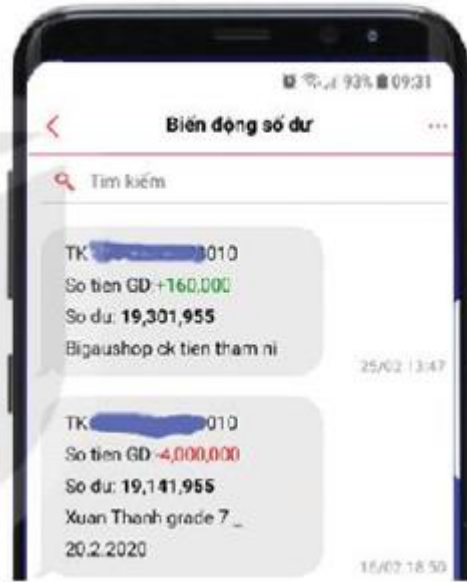 93% 09:31
Biến động số dư
Tìm kiếm
TK 010
So tien GD:+160,000
So du: 19,301,955
Bigaushop ck tien tham ni
25/02 13:47
TK 010
So tien GD:-4,000,000
So du: 19,141,955
Xuan Thanh grade 7 _
20.2.2020
16/02 18:50